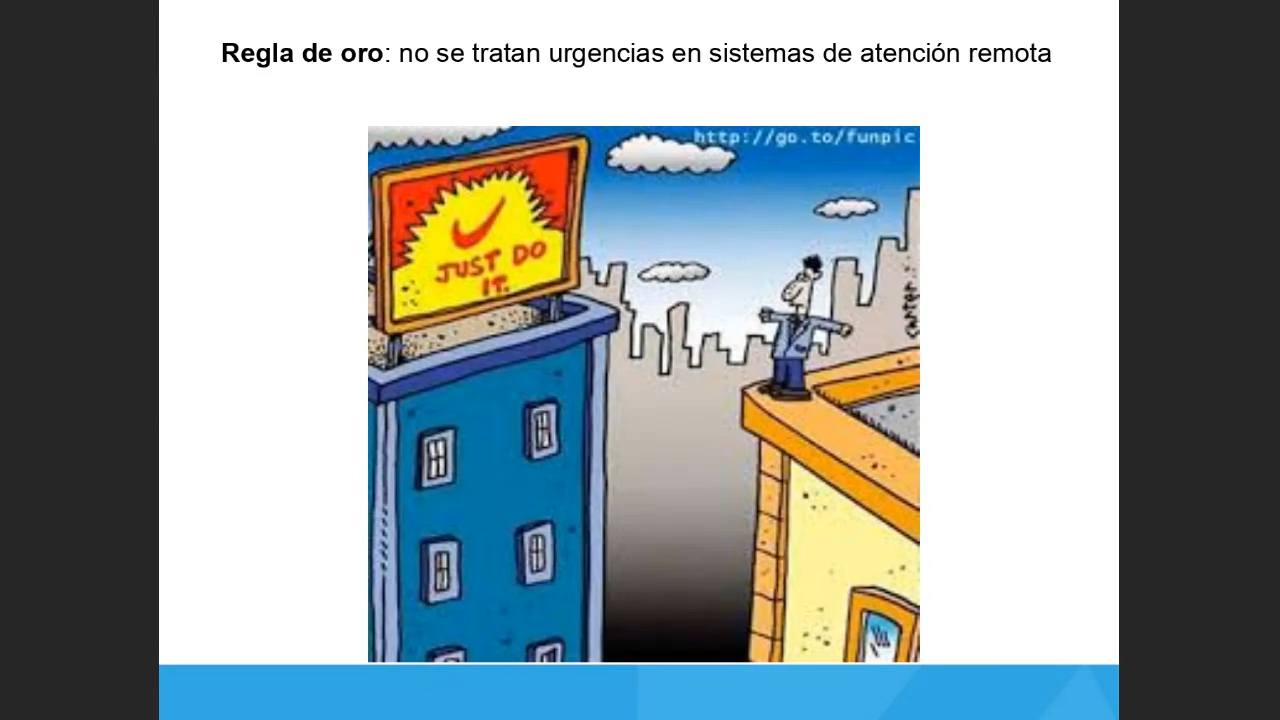 Regla de oro: no se tratan urgencias en sistemas de atención remota
http://go.to/funpic
JUST DO
IT.